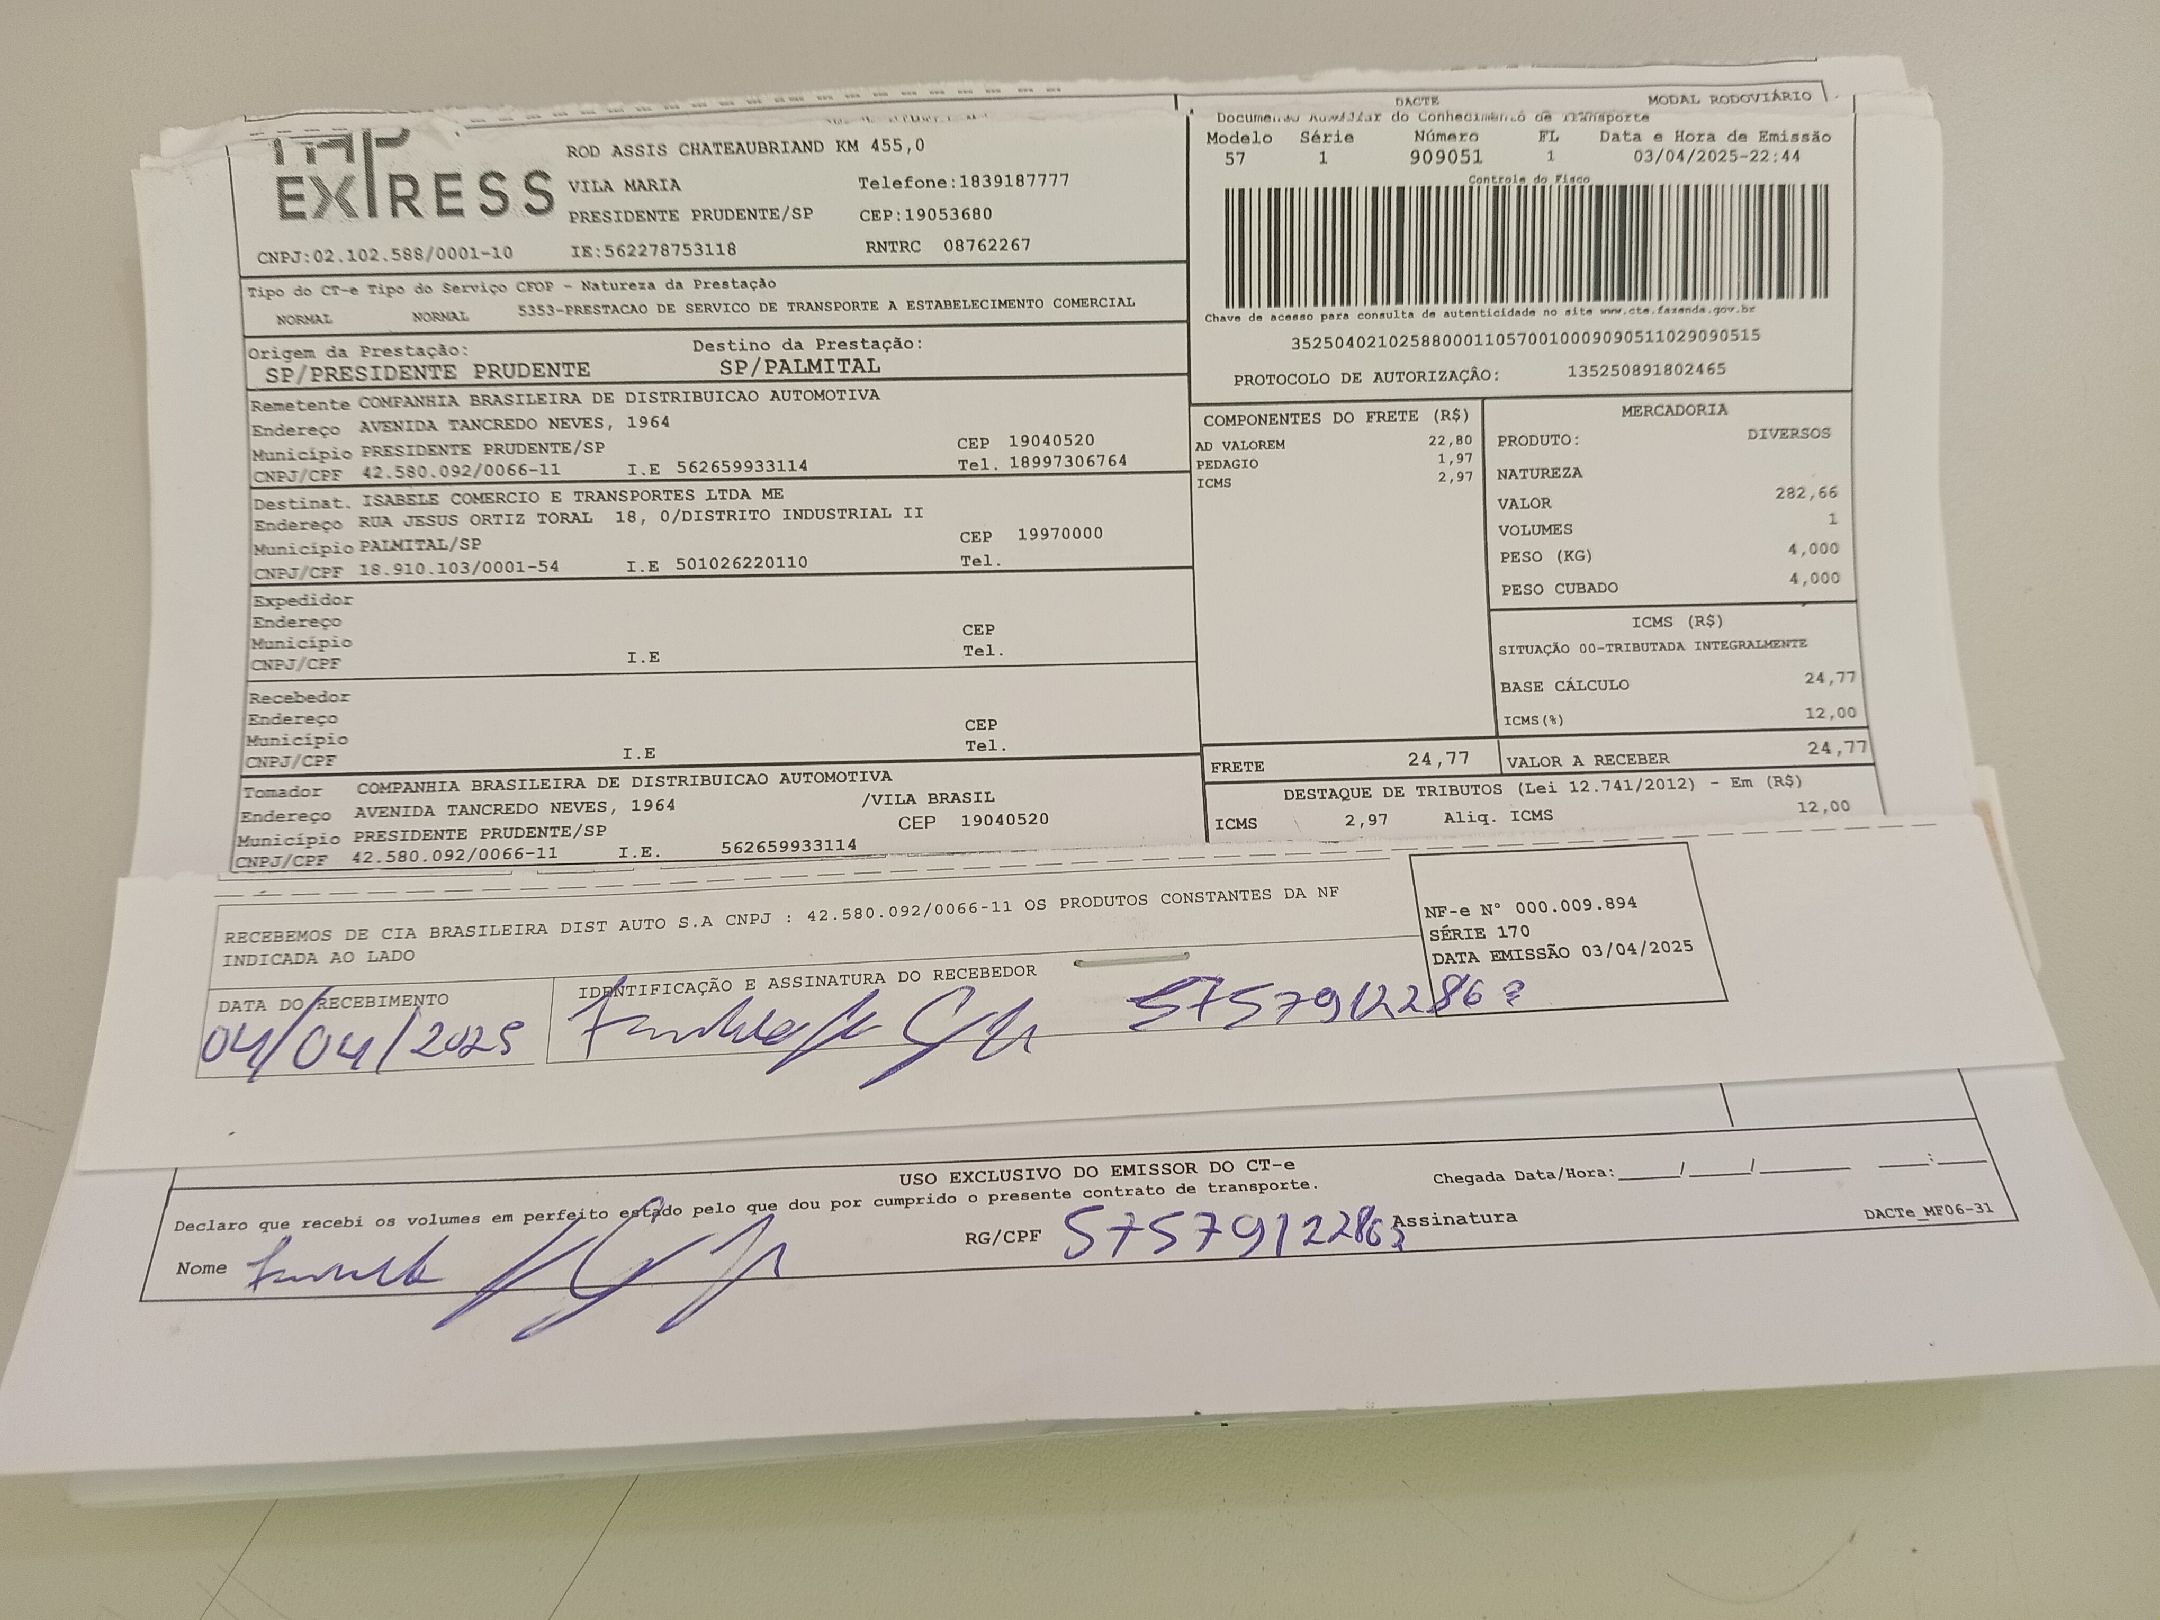 DACTE MODAL RODOVIÁRIO
EXPRESS
ROD ASSIS CHATEAUBRIAND KM 455,0
VILA MARIA Telefone:1839187777
PRESIDENTE PRUDENTE/SP CEP:19053680
CNPJ:02.102.588/0001-10 IE:562278753118 RNTRC 08762267
Documento Auxiliar do Conhecimento de Transporte
Modelo Série Número FL Data e Hora de Emissão
57 1 909051 1 03/04/2025-22:44
Controle do Fisco
Chave de acesso para consulta de autenticidade no site www.cte.fazenda.gov.br
35250402102588000110570010009090511029090515
PROTOCOLO DE AUTORIZAÇÂO: 135250891802465
Tipo do CT-e Tipo do Serviço CFOP - Natureza da Prestação
NORMAL NORMAL 5353-PRESTACAO DE SERVICO DE TRANSPORTE A ESTABELECIMENTO COMERCIAL
Origem da Prestação: Destino da Prestação:
SP/PRESIDENTE PRUDENTE SP/PALMITAL
Remetente COMPANHIA BRASILEIRA DE DISTRIBUICAO AUTOMOTIVA
Endereço AVENIDA TANCREDO NEVES, 1964
Município PRESIDENTE PRUDENTE/SP CEP 19040520
CNPJ/CPF 42.580.092/0066-11 I.E 562659933114 Tel. 18997306764
Destinat. ISABELE COMERCIO E TRANSPORTES LTDA ME
Endereço RUA JESUS ORTIZ TORAL 18, 0/DISTRITO INDUSTRIAL II
Município PALMITAL/SP CEP 19970000
CNPJ/CPF 18.910.103/0001-54 I.E 501026220110 Tel.
Expedidor
Endereço
Município CEP
CNPJ/CPF I.E Tel.
Recebedor
Endereço
Município CEP
CNPJ/CPF I.E Tel.
Tomador COMPANHIA BRASILEIRA DE DISTRIBUICAO AUTOMOTIVA
Endereço AVENIDA TANCREDO NEVES, 1964 /VILA BRASIL
Município PRESIDENTE PRUDENTE/SP CEP 19040520
CNPJ/CPF 42.580.092/0066-11 I.E. 562659933114
COMPONENTES DO FRETE (R$)
AD VALOREM 22,80
PEDAGIO 1,97
ICMS 2,97
MERCADORIA
PRODUTO: DIVERSOS
NATUREZA
VALOR 282,66
VOLUMES 1
PESO (KG) 4,000
PESO CUBADO 4,000
ICMS (R$)
SITUAÇÃO 00-TRIBUTADA INTEGRALMENTE
BASE CÁLCULO 24,77
ICMS(%) 12,00
FRETE 24,77 VALOR A RECEBER 24,77
DESTAQUE DE TRIBUTOS (Lei 12.741/2012) - Em (R$)
ICMS 2,97 Aliq. ICMS 12,00
RECEBEMOS DE CIA BRASILEIRA DIST AUTO S.A CNPJ : 42.580.092/0066-11 OS PRODUTOS CONSTANTES DA NF
INDICADA AO LADO
NF-e N° 000.009.894
SÉRIE 170
DATA EMISSÃO 03/04/2025
DATA DO RECEBIMENTO IDENTIFICAÇÃO E ASSINATURA DO RECEBEDOR
04/04/2025
USO EXCLUSIVO DO EMISSOR DO CT-e
Declaro que recebi os volumes em perfeito estado pelo que dou por cumprido o presente contrato de transporte.
Chegada Data/Hora:____/____/______ ___:___
Nome RG/CPF 57579122863 Assinatura
DACTe_MF06-31